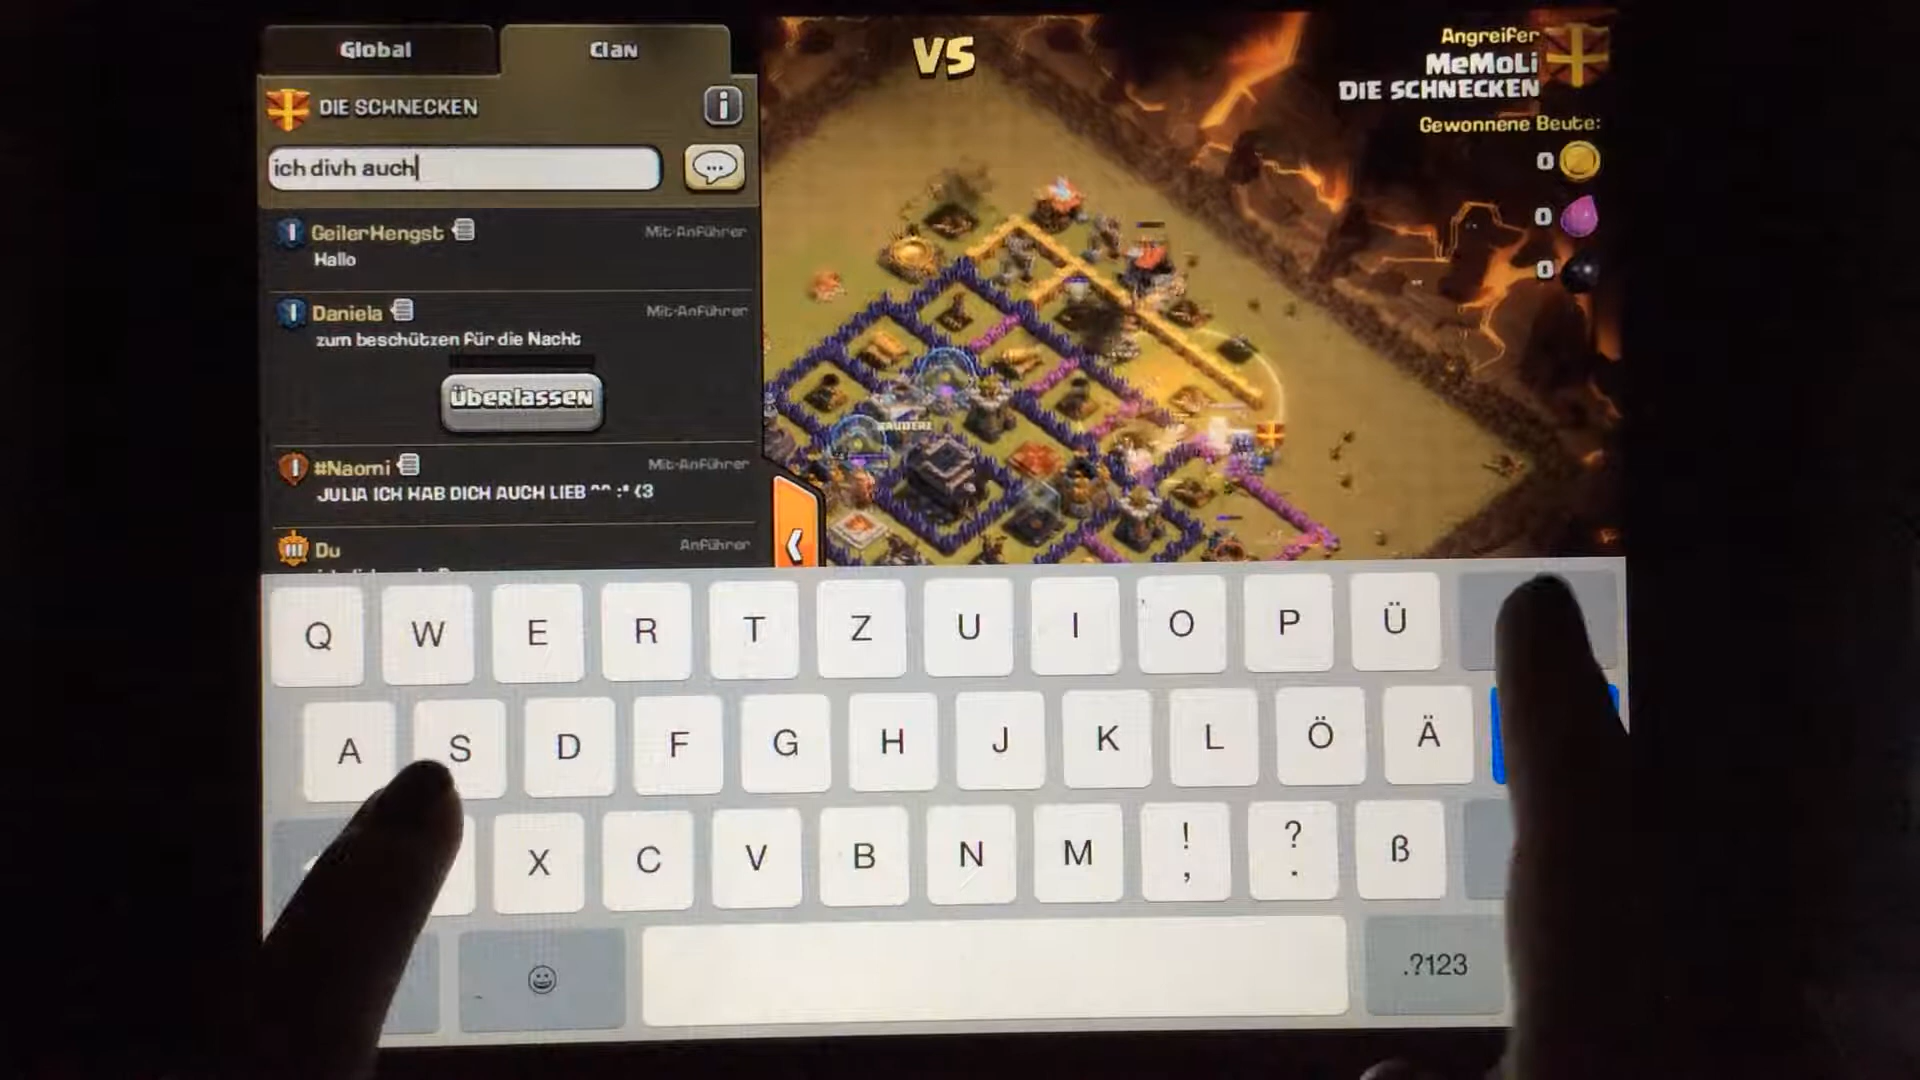 Global
Clan
DIE SCHNECKEN
ich divh auch
GeilerHengst
Mit-Anführer
Hallo
Daniela
Mit-Anführer
zum beschützen für die Nacht
Überlassen
#Naomi
Mit-Anführer
JULIA ICH HAB DICH AUCH LIEB ^^ :* <3
Du
Anführer
VS
Angreifer
MeMoLi
DIE SCHNECKEN
Gewonnene Beute:
0
0
0
Q W E R T Z U I O P Ü
A S D F G H J K L Ö Ä
X C V B N M ! , ? . ß
.?123